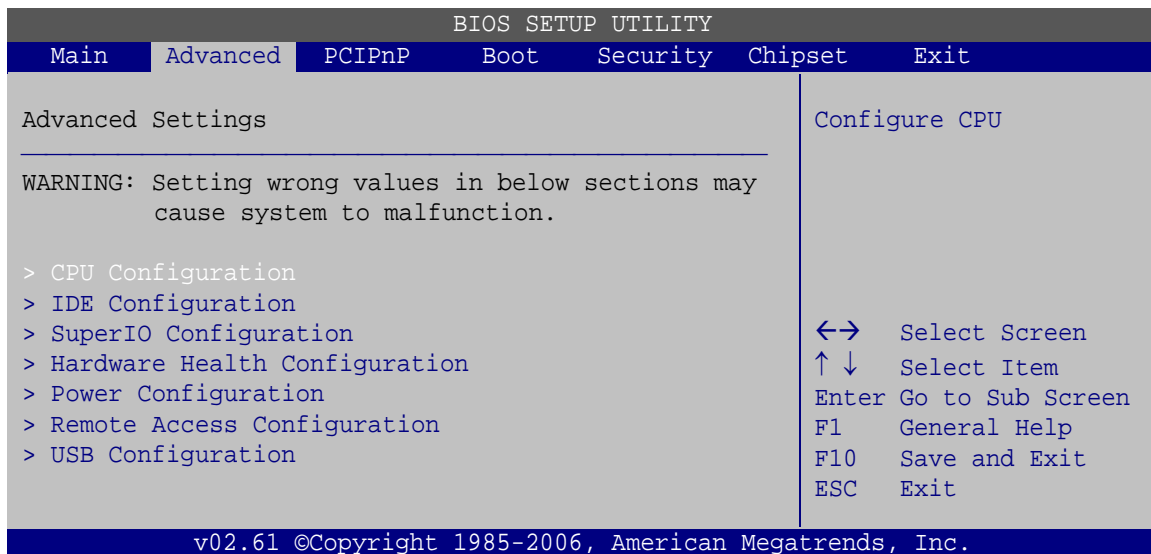 BIOS SETUP UTILITY
Main Advanced PCIPnP Boot Security Chipset Exit
Advanced Settings
WARNING: Setting wrong values in below sections may
cause system to malfunction.
> CPU Configuration
> IDE Configuration
> SuperIO Configuration
> Hardware Health Configuration
> Power Configuration
> Remote Access Configuration
> USB Configuration
Configure CPU
←→ Select Screen
↑ ↓ Select Item
Enter Go to Sub Screen
F1 General Help
F10 Save and Exit
ESC Exit
v02.61 ©Copyright 1985-2006, American Megatrends, Inc.